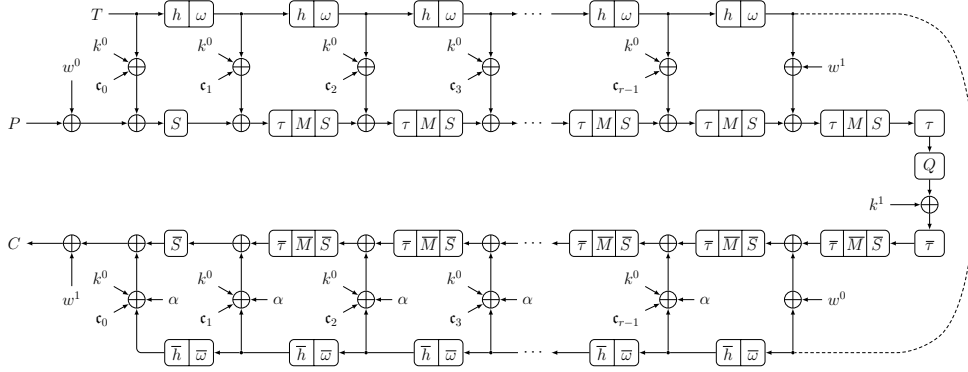 T h ω h ω h ω ··· h ω h ω
k⁰ k⁰ k⁰ k⁰ k⁰
w⁰ 𝔠₀ 𝔠₁ 𝔠₂ 𝔠₃ 𝔠ᵣ₋₁ w¹
P S τ M S τ M S ··· τ M S τ M S τ M S τ
Q
k¹
C S̅ τ̅ M̅ S̅ τ̅ M̅ S̅ ··· τ̅ M̅ S̅ τ̅ M̅ S̅ τ̅ M̅ S̅ τ̅
k⁰ k⁰ k⁰ k⁰ k⁰
w¹ α α α α α w⁰
𝔠₀ 𝔠₁ 𝔠₂ 𝔠₃ 𝔠ᵣ₋₁
h̅ ω̅ h̅ ω̅ h̅ ω̅ ··· h̅ ω̅ h̅ ω̅